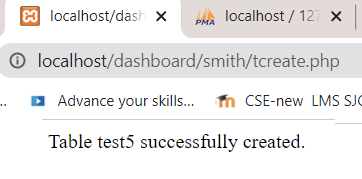 localhost/dash
PMA
localhost / 127
localhost/dashboard/smith/tcreate.php
Advance your skills...
CSE-new LMS SJC
Table test5 successfully created.